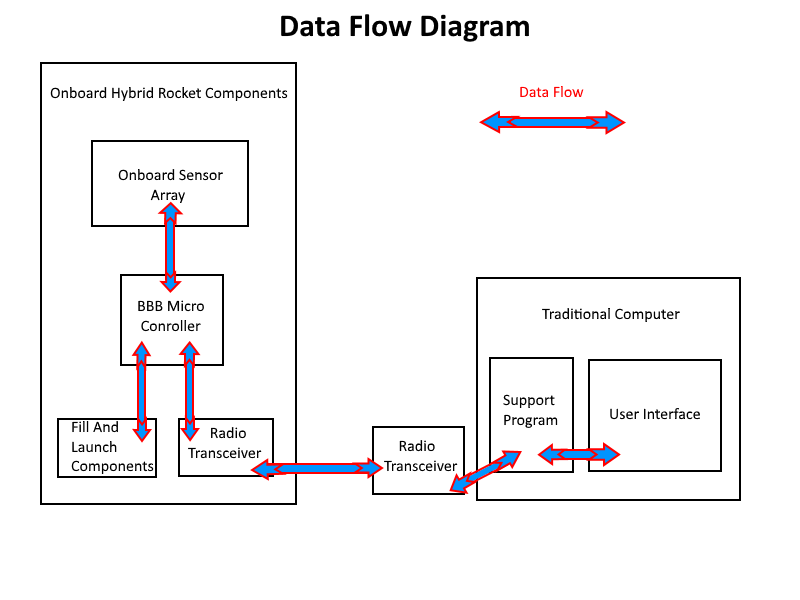 Data Flow Diagram
Onboard Hybrid Rocket Components
Data Flow
Onboard Sensor
Array
BBB Micro
Conroller
Fill And
Launch
Components
Radio
Transceiver
Radio
Transceiver
Traditional Computer
Support
Program
User Interface